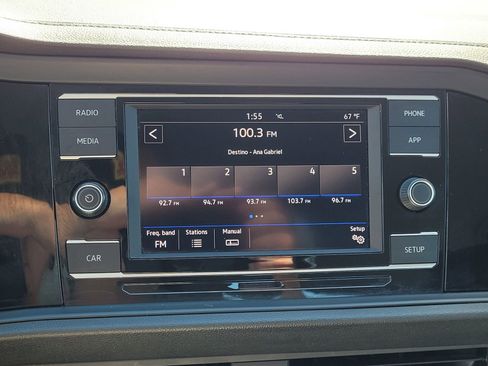 RADIO
MEDIA
CAR
PHONE
APP
SETUP
1:55 67 °F
< 100.3 FM >
Destino - Ana Gabriel
1 2 3 4 5
92.7 FM 94.7 FM 93.7 FM 103.7 FM 96.7 FM
Freq. band Stations Manual Setup
FM